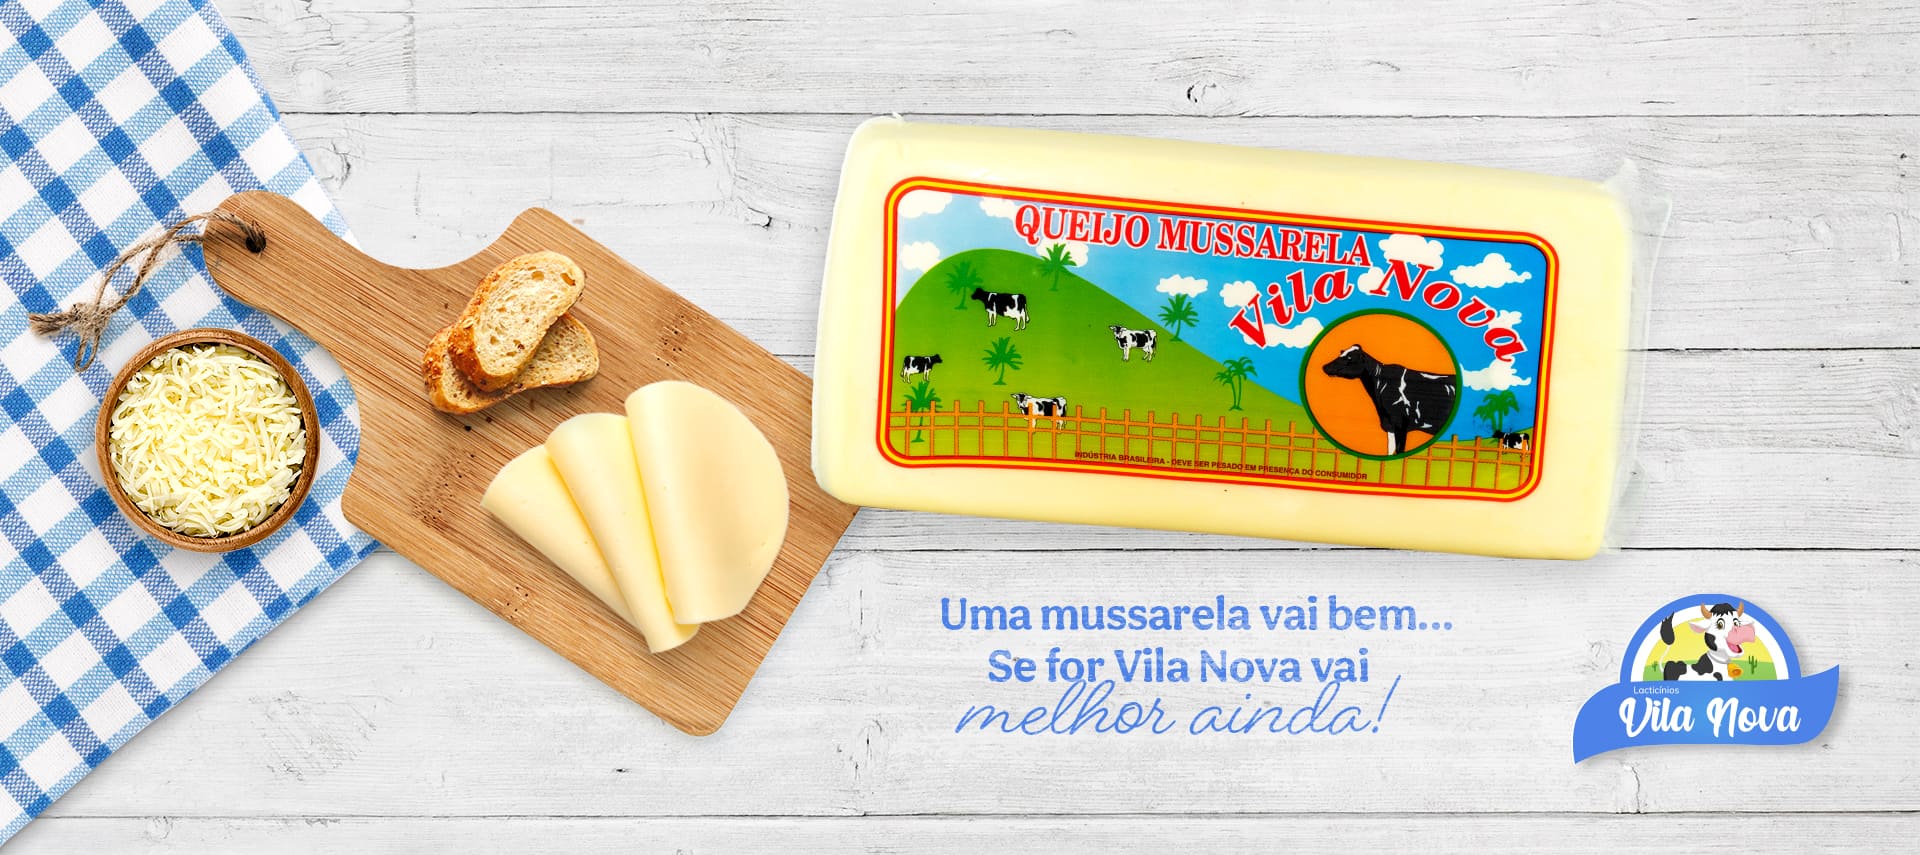 QUEIJO MUSSARELA
Vila Nova
INDÚSTRIA BRASILEIRA - DEVE SER PESADO EM PRESENÇA DO CONSUMIDOR
Uma mussarela vai bem...
Se for Vila Nova vai
melhor ainda!
Lacticínios
Vila Nova